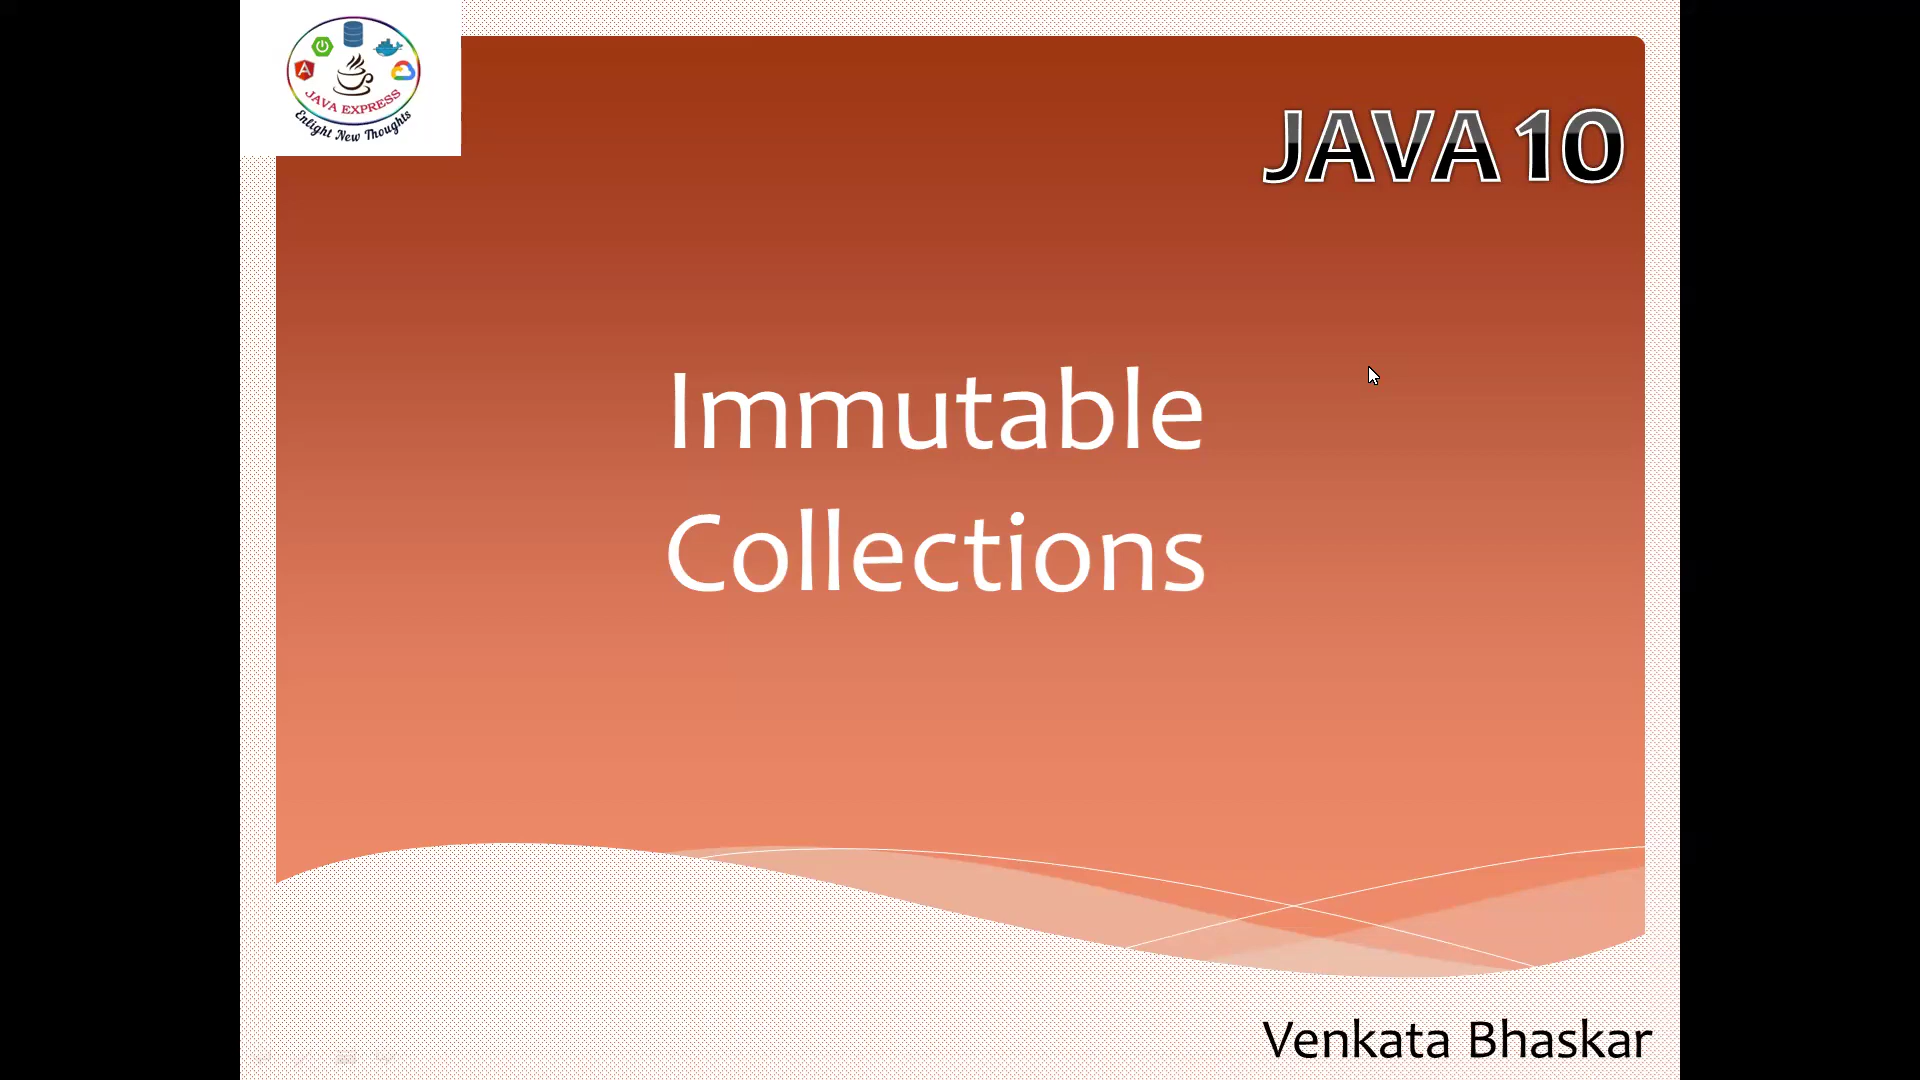 JAVA EXPRESS
Enlight New Thoughts
JAVA 10
Immutable
Collections
Venkata Bhaskar